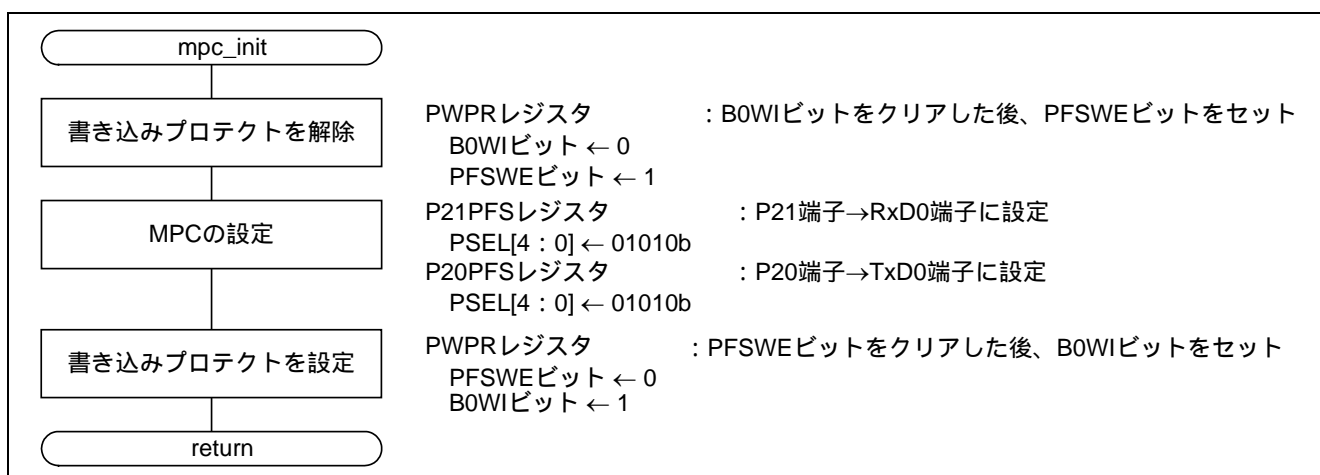 mpc_init
書き込みプロテクトを解除
PWPRレジスタ ：B0WIビットをクリアした後、PFSWEビットをセット
B0WIビット ← 0
PFSWEビット ← 1
MPCの設定
P21PFSレジスタ ：P21端子→RxD0端子に設定
PSEL[4：0] ← 01010b
P20PFSレジスタ ：P20端子→TxD0端子に設定
PSEL[4：0] ← 01010b
書き込みプロテクトを設定
PWPRレジスタ ：PFSWEビットをクリアした後、B0WIビットをセット
PFSWEビット ← 0
B0WIビット ← 1
return